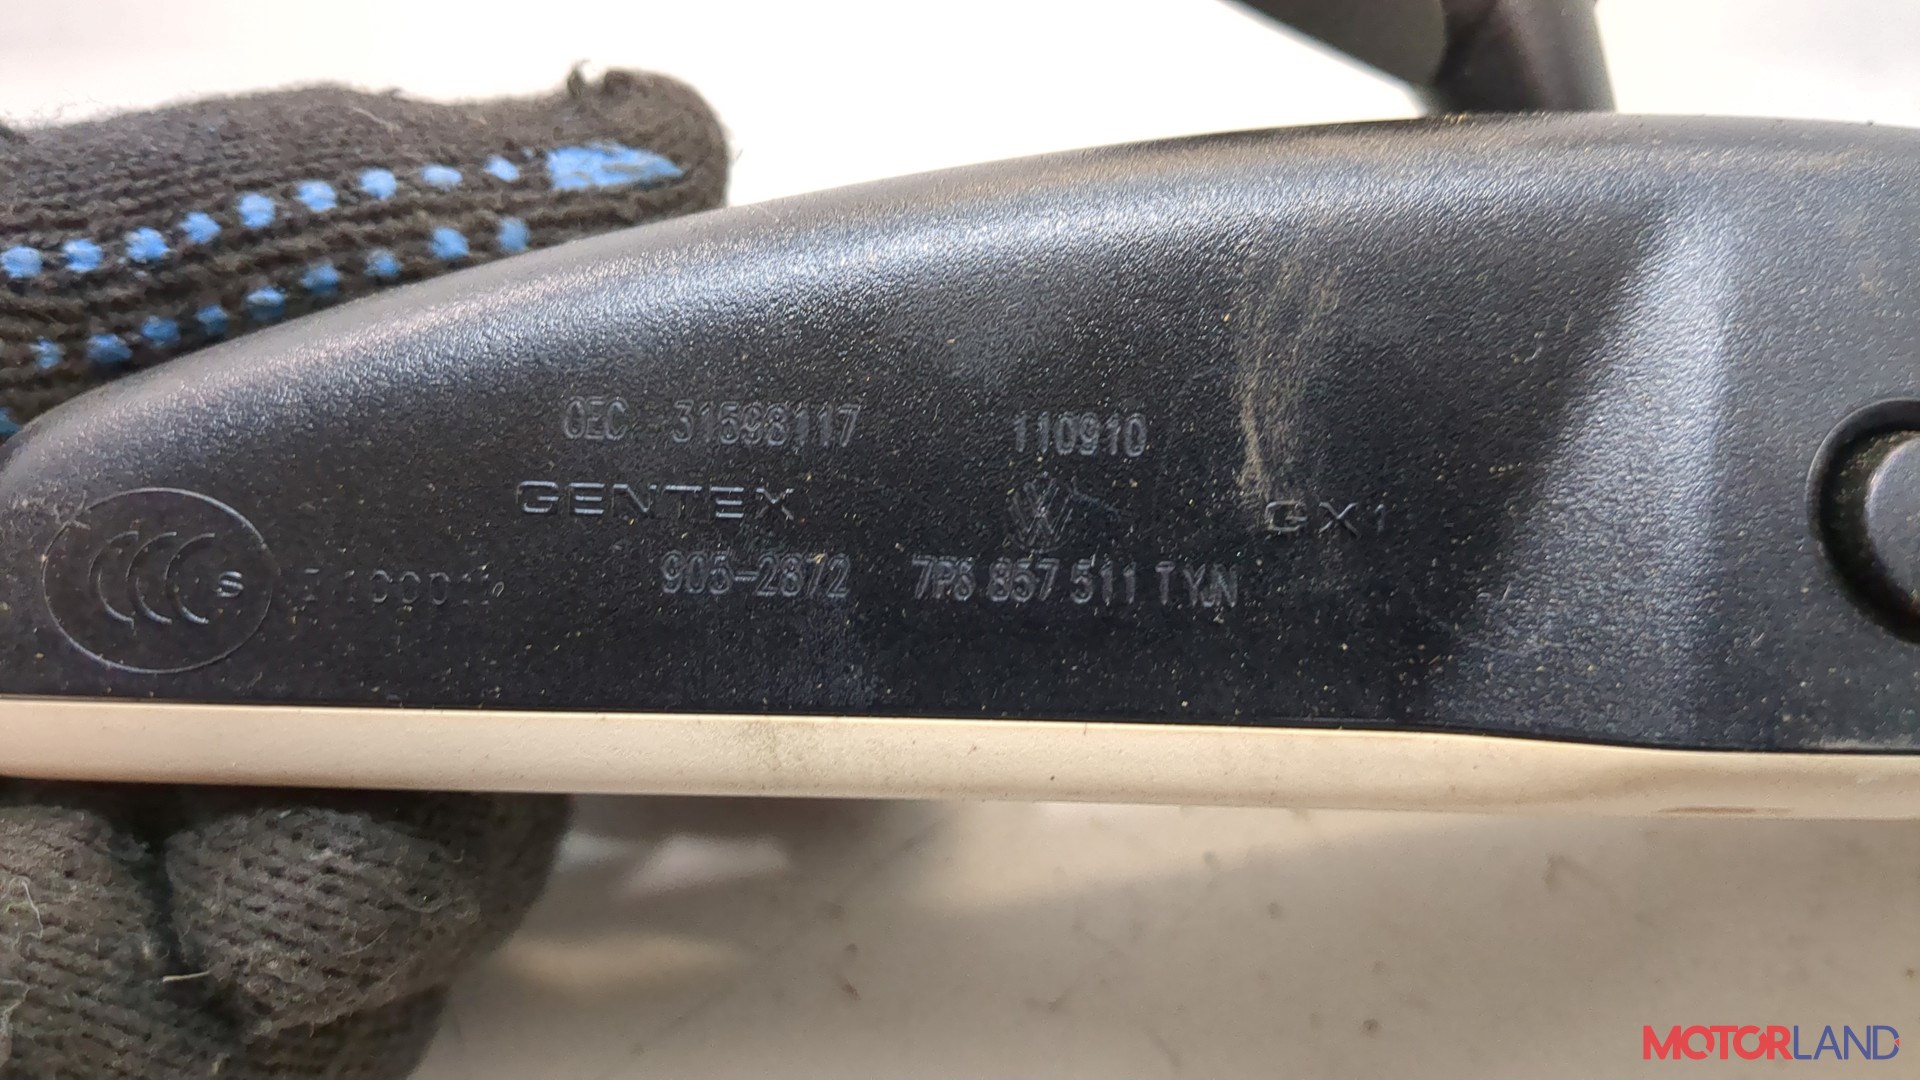 OEC 31598117 110910
GENTEX GX1
S
905-2872 7P6 857 511 T YJN
MOTORLAND